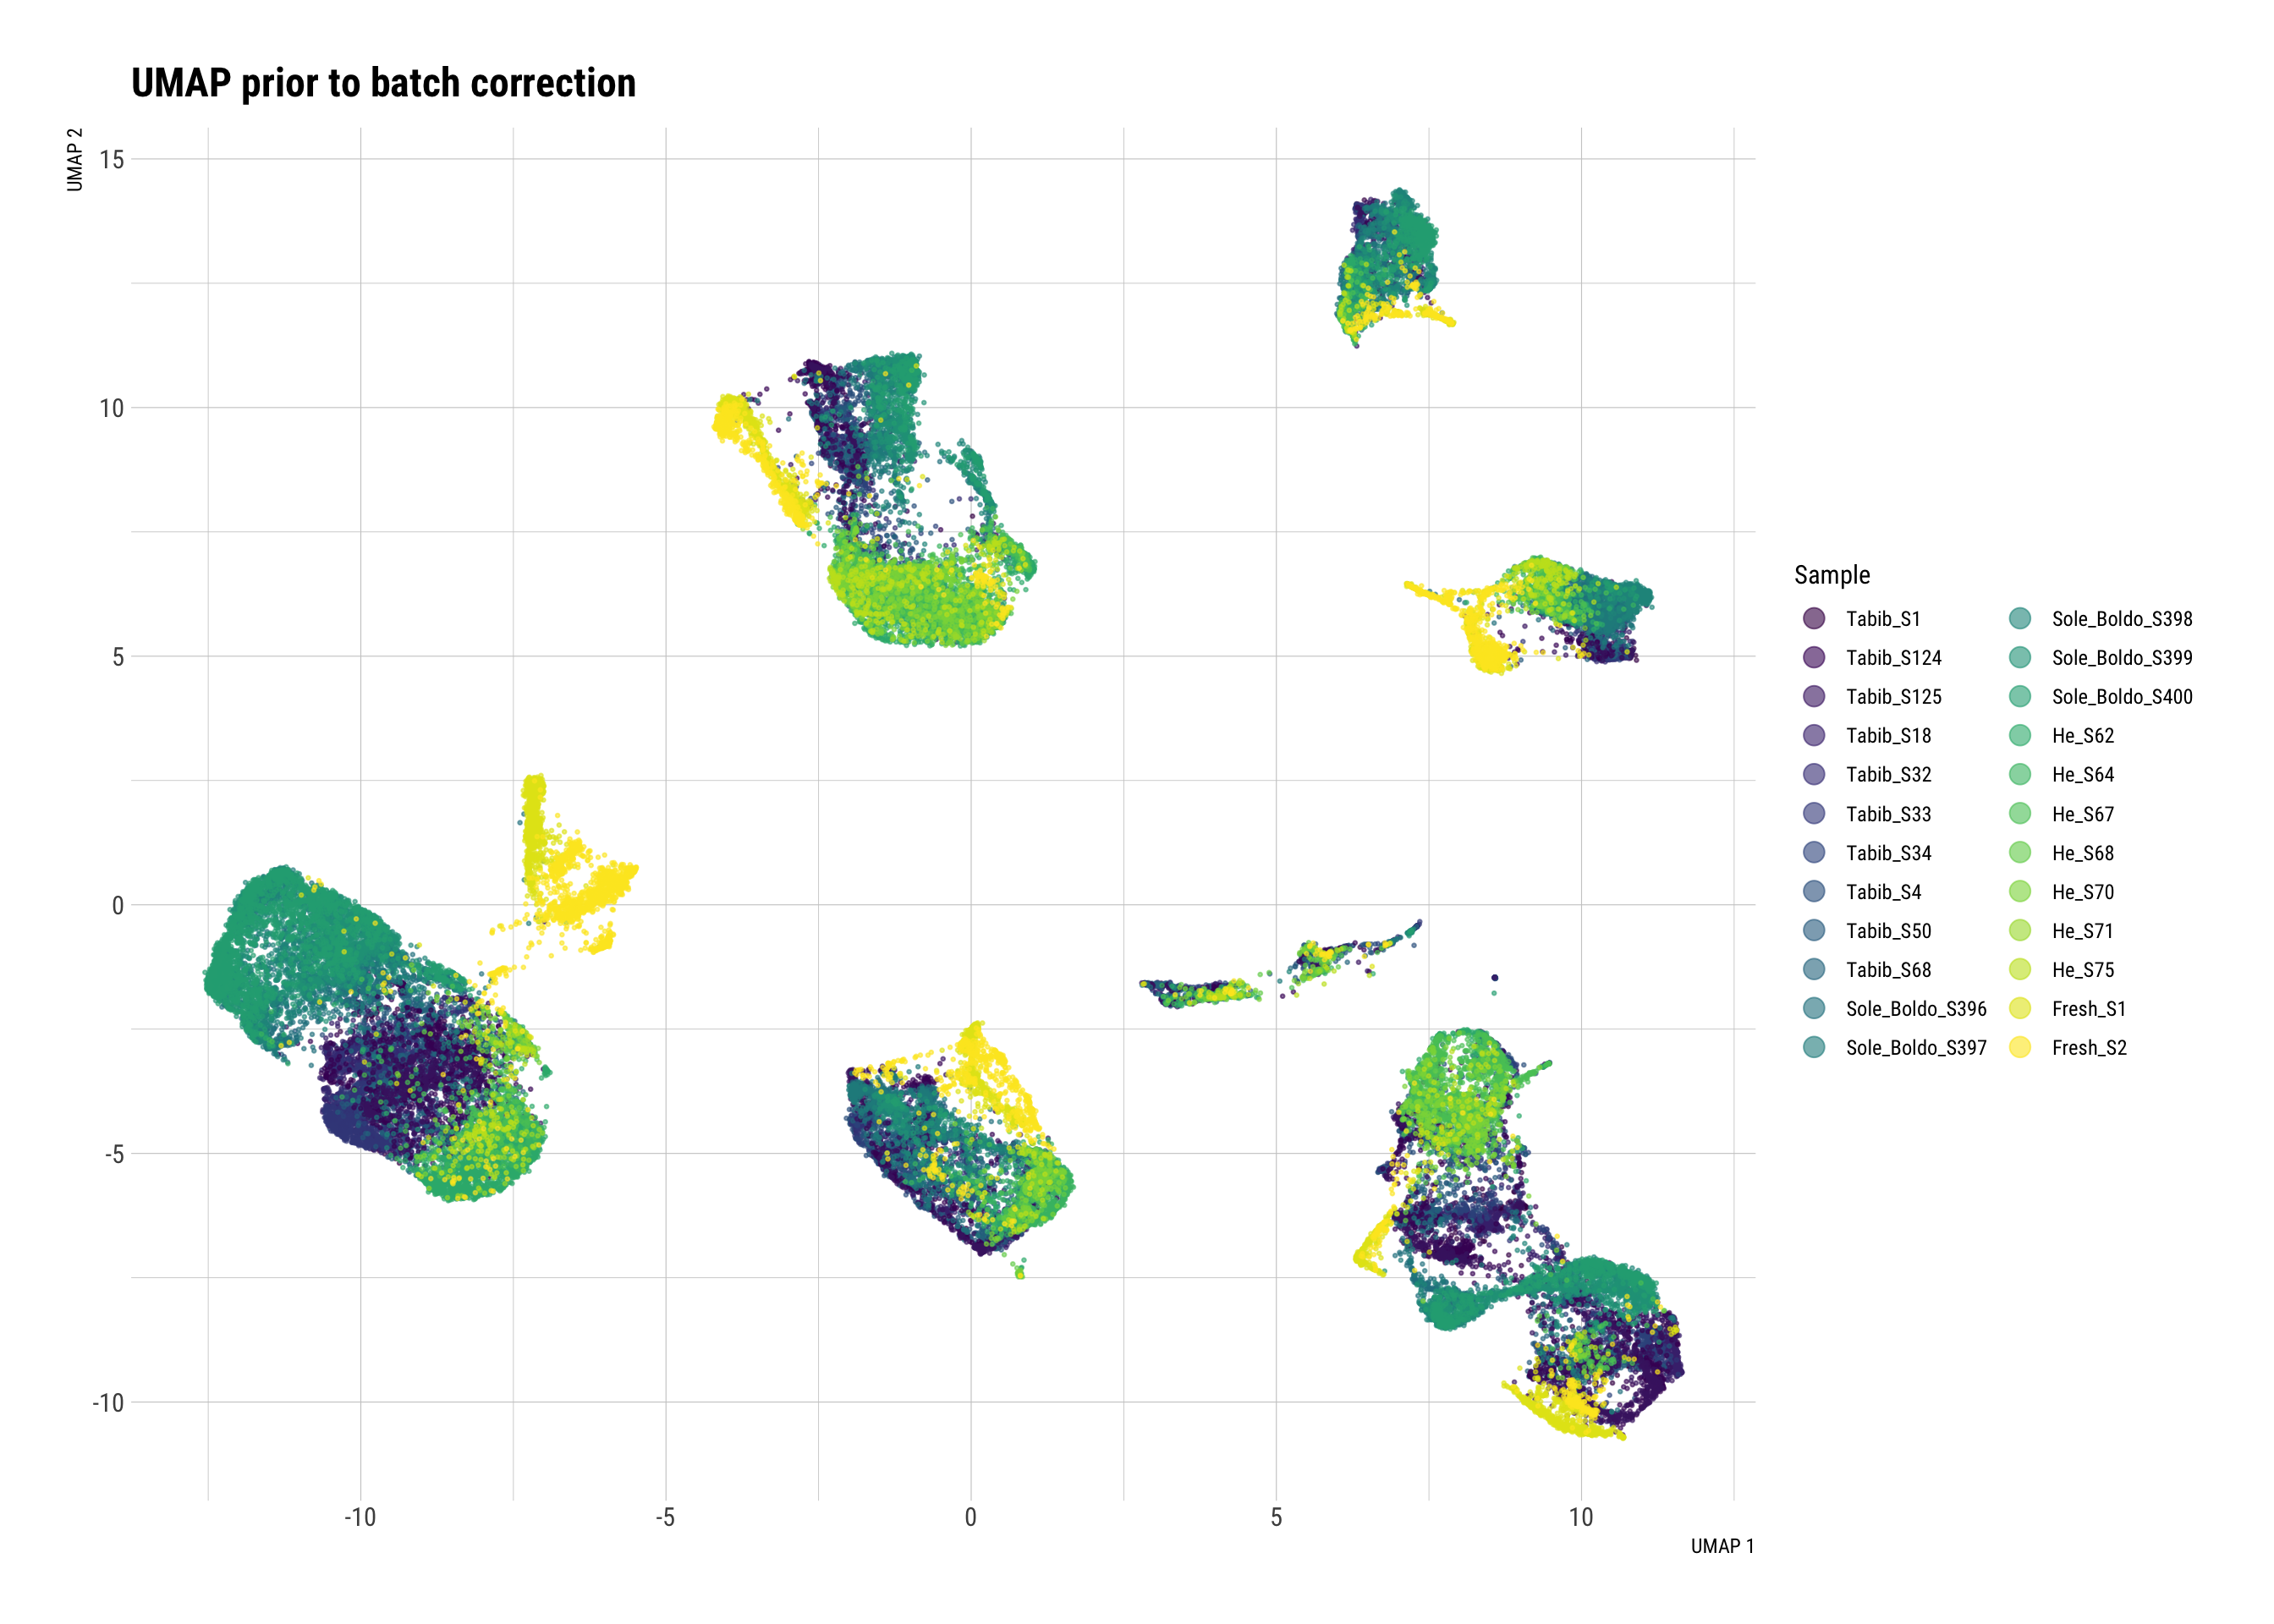 UMAP prior to batch correction
UMAP 2
15
10
5
0
-5
-10
-10
-5
0
5
10
UMAP 1
Sample
Tabib_S1
Tabib_S124
Tabib_S125
Tabib_S18
Tabib_S32
Tabib_S33
Tabib_S34
Tabib_S4
Tabib_S50
Tabib_S68
Sole_Boldo_S396
Sole_Boldo_S397
Sole_Boldo_S398
Sole_Boldo_S399
Sole_Boldo_S400
He_S62
He_S64
He_S67
He_S68
He_S70
He_S71
He_S75
Fresh_S1
Fresh_S2